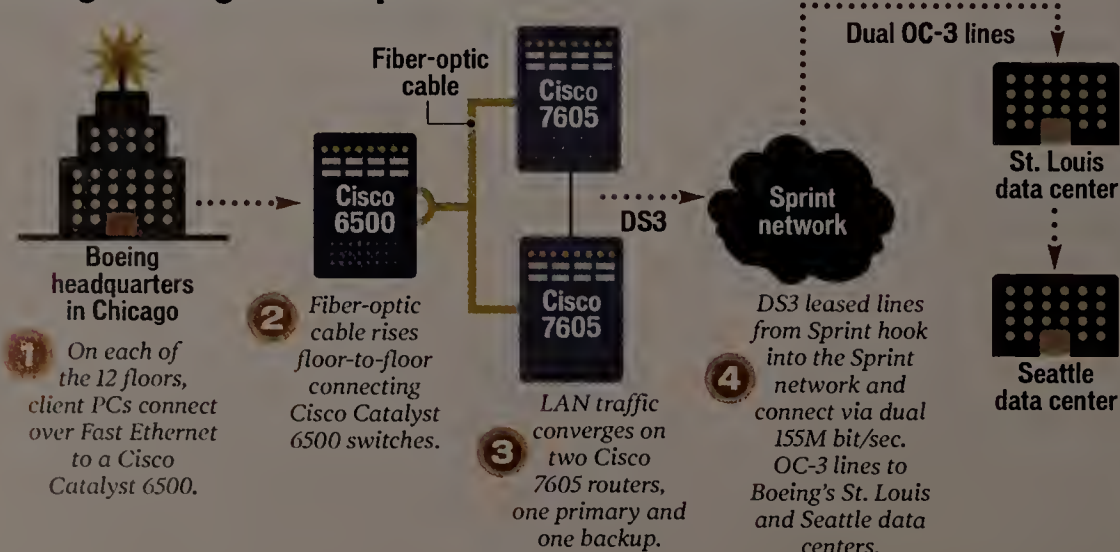 Dual OC-3 lines
Fiber-optic
cable
Cisco
7605
Cisco
6500
DS3
Sprint
network
St. Louis
data center
Boeing
headquarters
in Chicago
Cisco
7605
Seattle
data center
1 On each of
the 12 floors,
client PCs connect
over Fast Ethernet
to a Cisco
Catalyst 6500.
2 Fiber-optic
cable rises
floor-to-floor
connecting
Cisco Catalyst
6500 switches.
3 LAN traffic
converges on
two Cisco
7605 routers,
one primary and
one backup.
4 DS3 leased lines
from Sprint hook
into the Sprint
network and
connect via dual
155M bit/sec.
OC-3 lines to
Boeing's St. Louis
and Seattle data
centers.